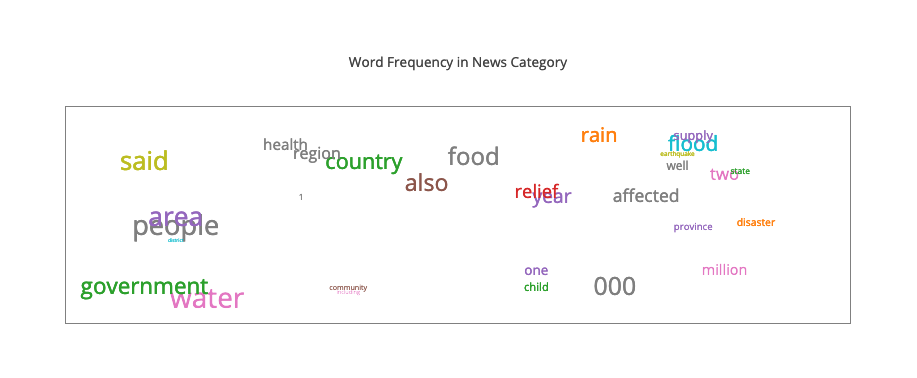 Word Frequency in News Category
rain
supply
flood
health
region
earthquake
said
country
food
well
two
state
also
relief
year
affected
1
area
people
disaster
province
district
one
million
government
water
community
including
child
000